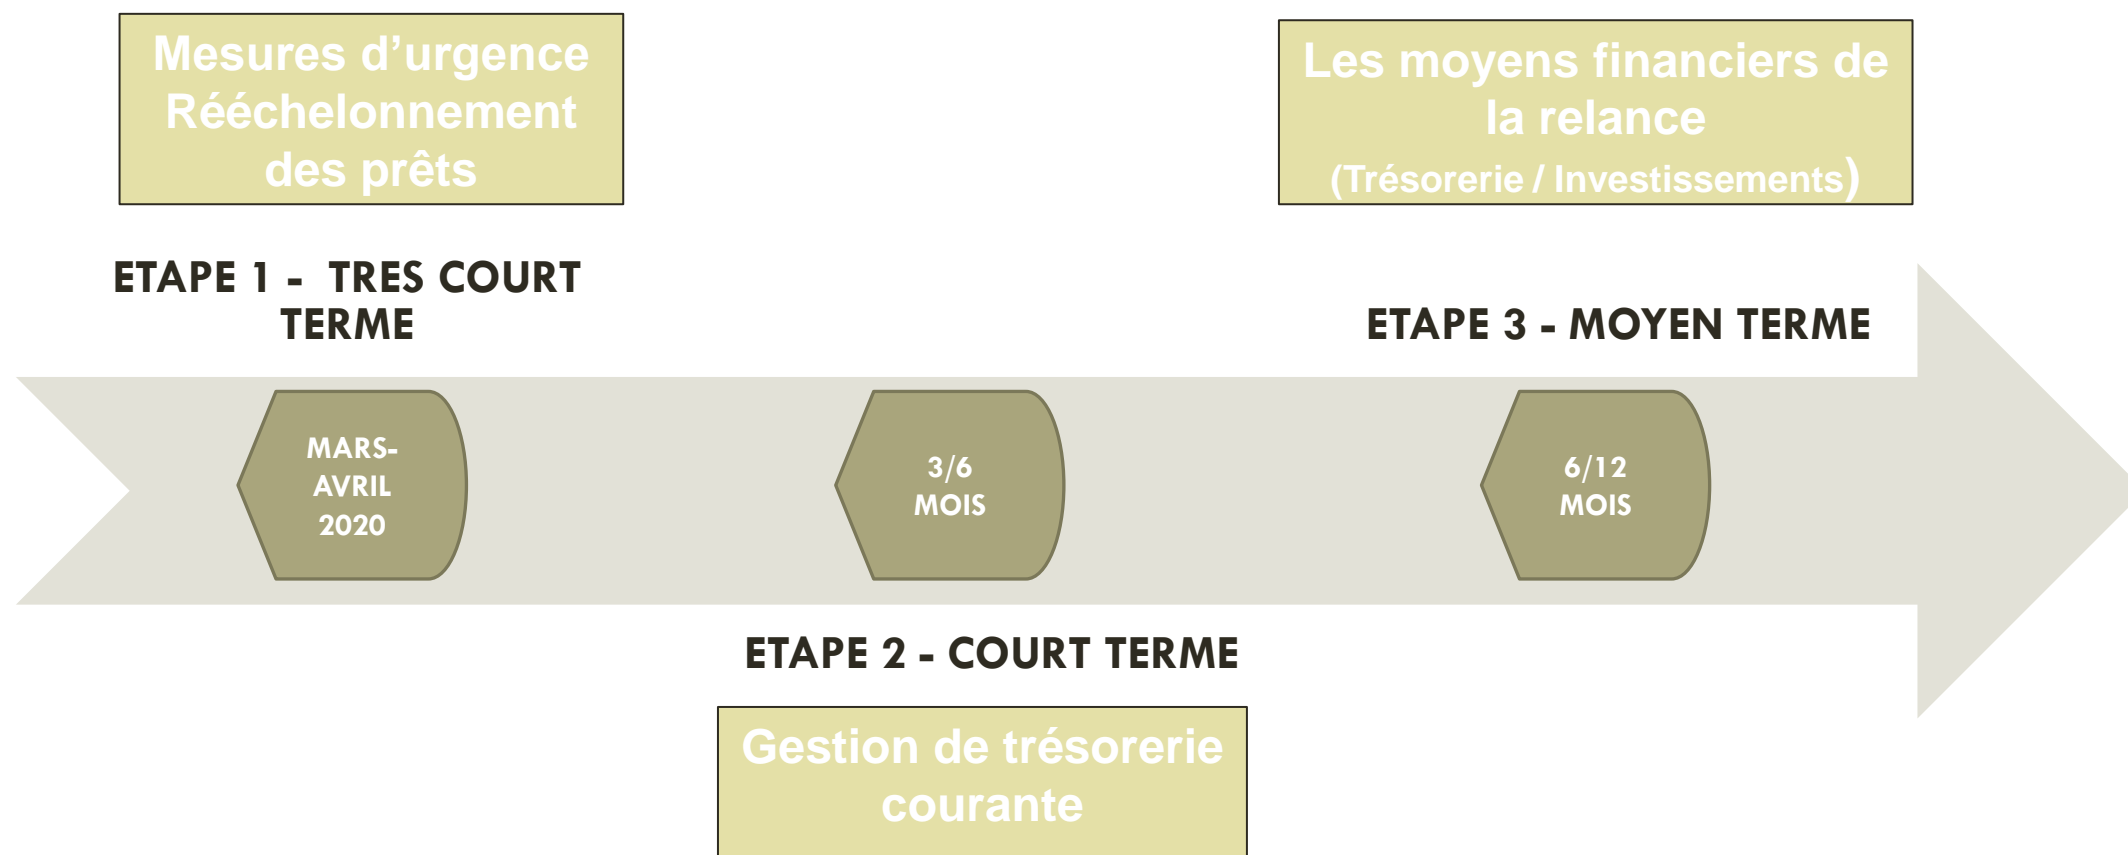 Mesures d’urgence
Rééchelonnement
des prêts
Les moyens financiers de
la relance
(Trésorerie / Investissements)
ETAPE 1 - TRES COURT
TERME
ETAPE 3 - MOYEN TERME
MARS-
AVRIL
2020
3/6
MOIS
6/12
MOIS
ETAPE 2 - COURT TERME
Gestion de trésorerie
courante